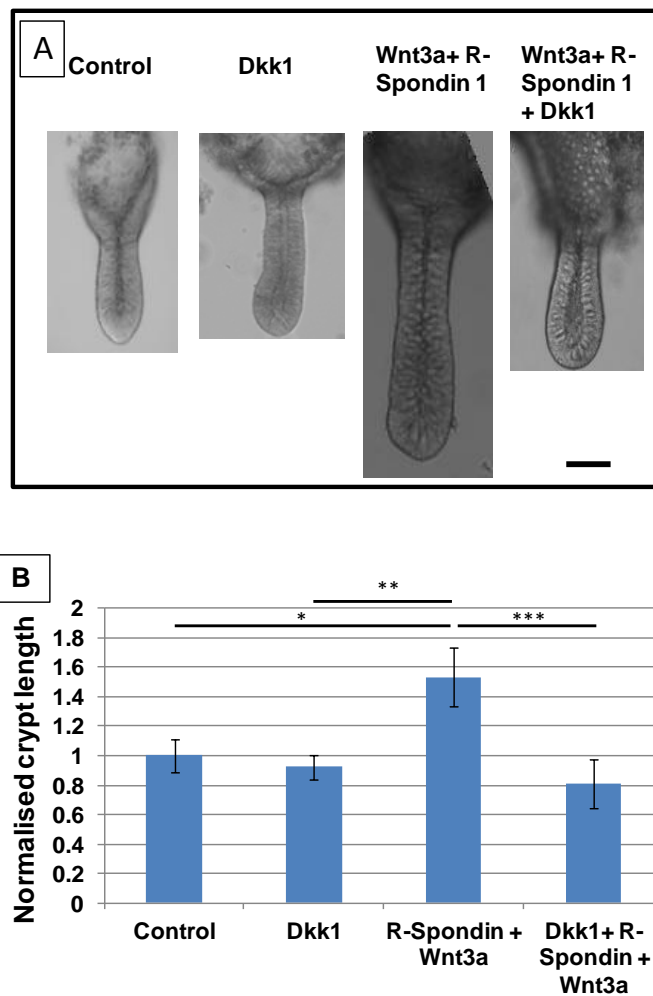 A
Control
Dkk1
Wnt3a+ R-
Spondin 1
Wnt3a+ R-
Spondin 1
+ Dkk1
B
Normalised crypt length
2
1.8
1.6
1.4
1.2
1
0.8
0.6
0.4
0.2
0
*
**
***
Control
Dkk1
R-Spondin +
Wnt3a
Dkk1+ R-
Spondin +
Wnt3a